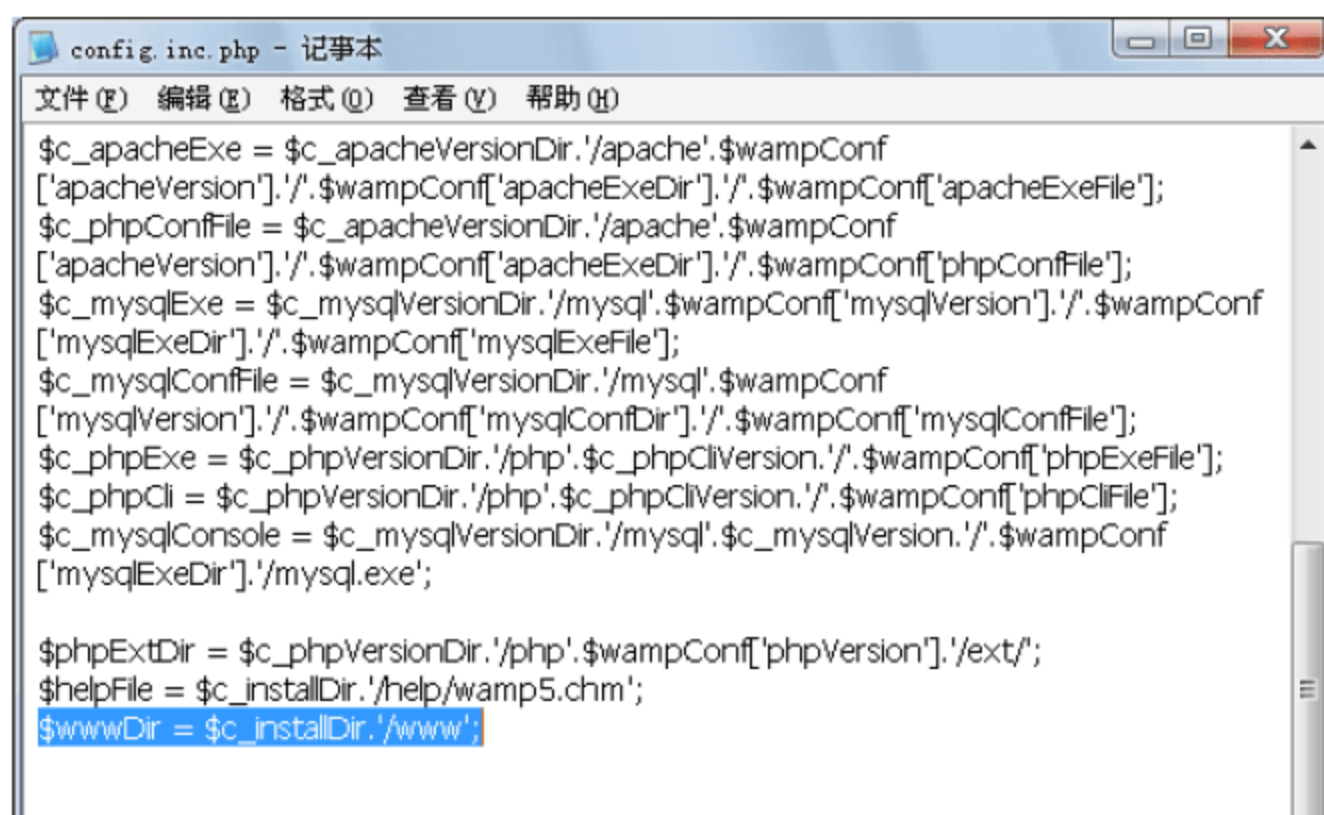 config.inc.php - 记事本
文件(F) 编辑(E) 格式(O) 查看(V) 帮助(H)
$c_apacheExe = $c_apacheVersionDir.'/apache'.$wampConf
['apacheVersion'].'/'.$wampConf['apacheExeDir'].'/'.$wampConf['apacheExeFile'];
$c_phpConfFile = $c_apacheVersionDir.'/apache'.$wampConf
['apacheVersion'].'/'.$wampConf['apacheExeDir'].'/'.$wampConf['phpConfFile'];
$c_mysqlExe = $c_mysqlVersionDir.'/mysql'.$wampConf['mysqlVersion'].'/'.$wampConf
['mysqlExeDir'].'/'.$wampConf['mysqlExeFile'];
$c_mysqlConfFile = $c_mysqlVersionDir.'/mysql'.$wampConf
['mysqlVersion'].'/'.$wampConf['mysqlConfDir'].'/'.$wampConf['mysqlConfFile'];
$c_phpExe = $c_phpVersionDir.'/php'.$c_phpCliVersion.'/'.$wampConf['phpExeFile'];
$c_phpCli = $c_phpVersionDir.'/php'.$c_phpCliVersion.'/'.$wampConf['phpCliFile'];
$c_mysqlConsole = $c_mysqlVersionDir.'/mysql'.$c_mysqlVersion.'/'.$wampConf
['mysqlExeDir'].'/mysql.exe';
$phpExtDir = $c_phpVersionDir.'/php'.$wampConf['phpVersion'].'/ext/';
$helpFile = $c_installDir.'/help/wamp5.chm';
$wwwDir = $c_installDir.'/www';